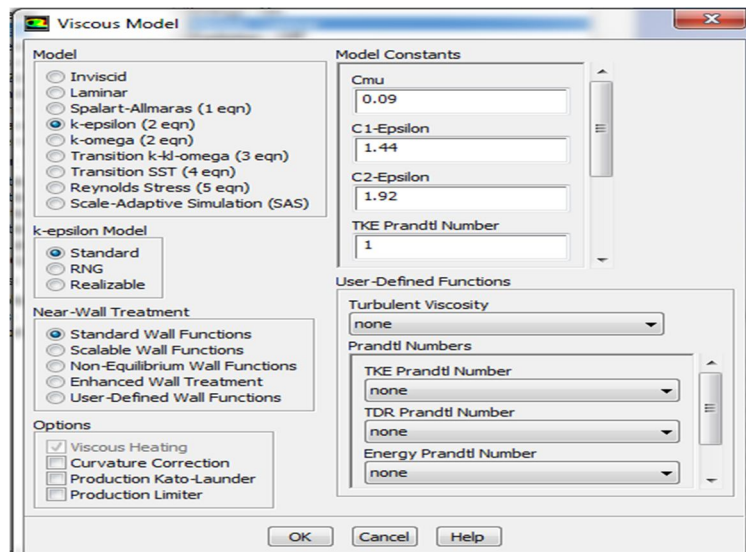 Viscous Model
Model
Inviscid
Laminar
Spalart-Allmaras (1 eqn)
k-epsilon (2 eqn)
k-omega (2 eqn)
Transition k-kl-omega (3 eqn)
Transition SST (4 eqn)
Reynolds Stress (5 eqn)
Scale-Adaptive Simulation (SAS)
k-epsilon Model
Standard
RNG
Realizable
Near-Wall Treatment
Standard Wall Functions
Scalable Wall Functions
Non-Equilibrium Wall Functions
Enhanced Wall Treatment
User-Defined Wall Functions
Options
Viscous Heating
Curvature Correction
Production Kato-Launder
Production Limiter
Model Constants
Cmu
0.09
C1-Epsilon
1.44
C2-Epsilon
1.92
TKE Prandtl Number
1
User-Defined Functions
Turbulent Viscosity
none
Prandtl Numbers
TKE Prandtl Number
none
TDR Prandtl Number
none
Energy Prandtl Number
none
OK
Cancel
Help